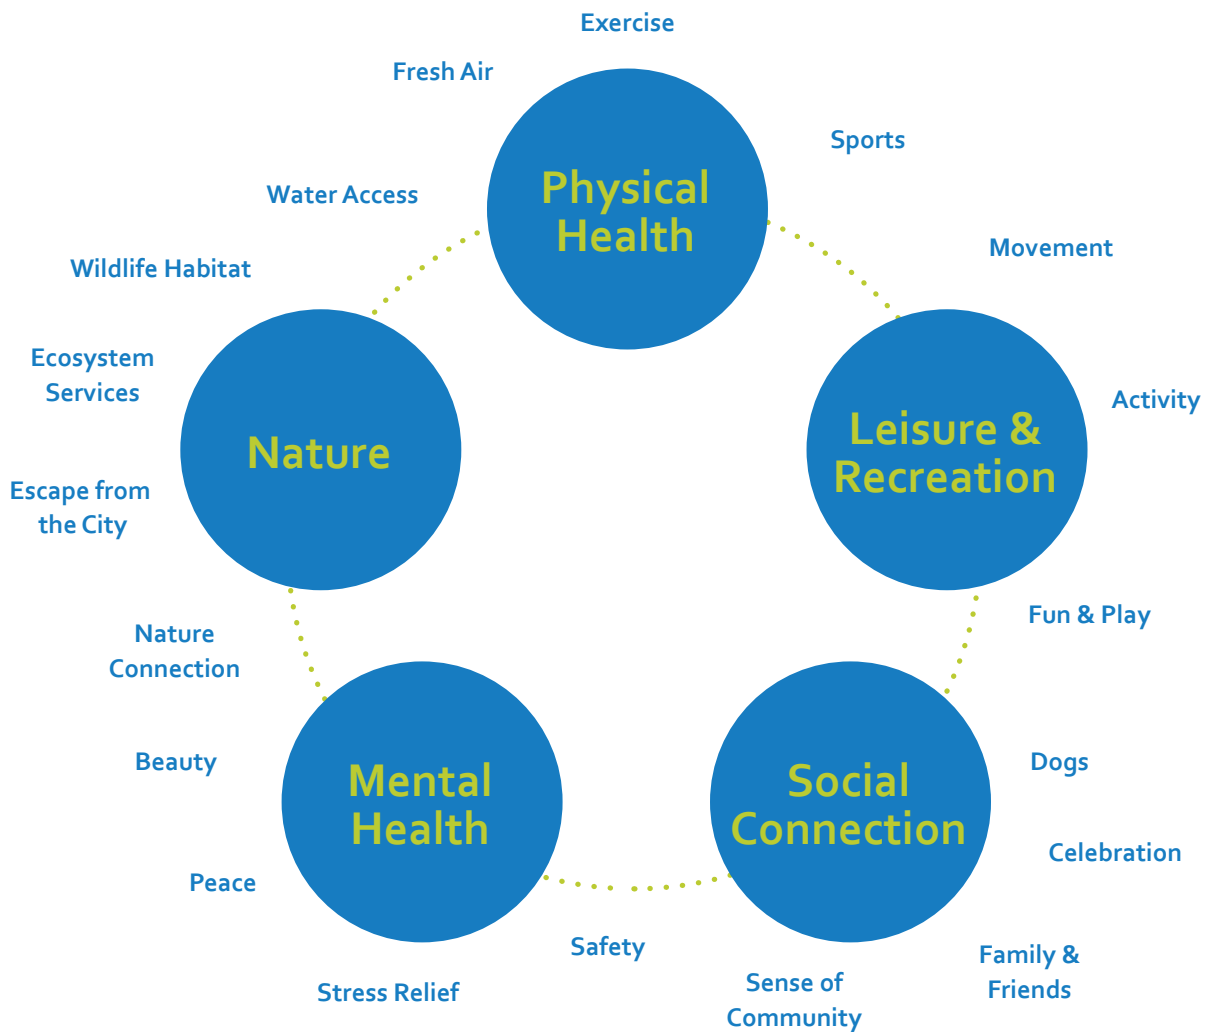 Exercise
Fresh Air
Sports
Physical
Health
Water Access
Movement
Wildlife Habitat
Ecosystem
Services
Activity
Leisure &
Recreation
Nature
Escape from
the City
Fun & Play
Nature
Connection
Beauty
Dogs
Mental
Health
Social
Connection
Celebration
Peace
Safety
Family &
Friends
Stress Relief
Sense of
Community